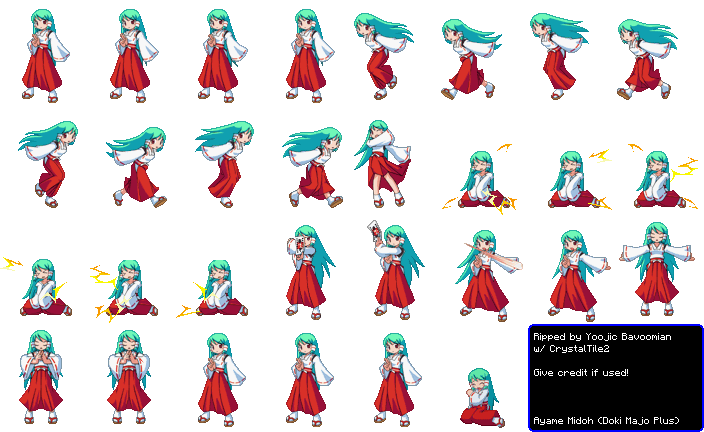 Ripped by Yoojic Bavoomian
w/ CrystalTile2
Give credit if used!
Ayame Midoh (Doki Majo Plus)